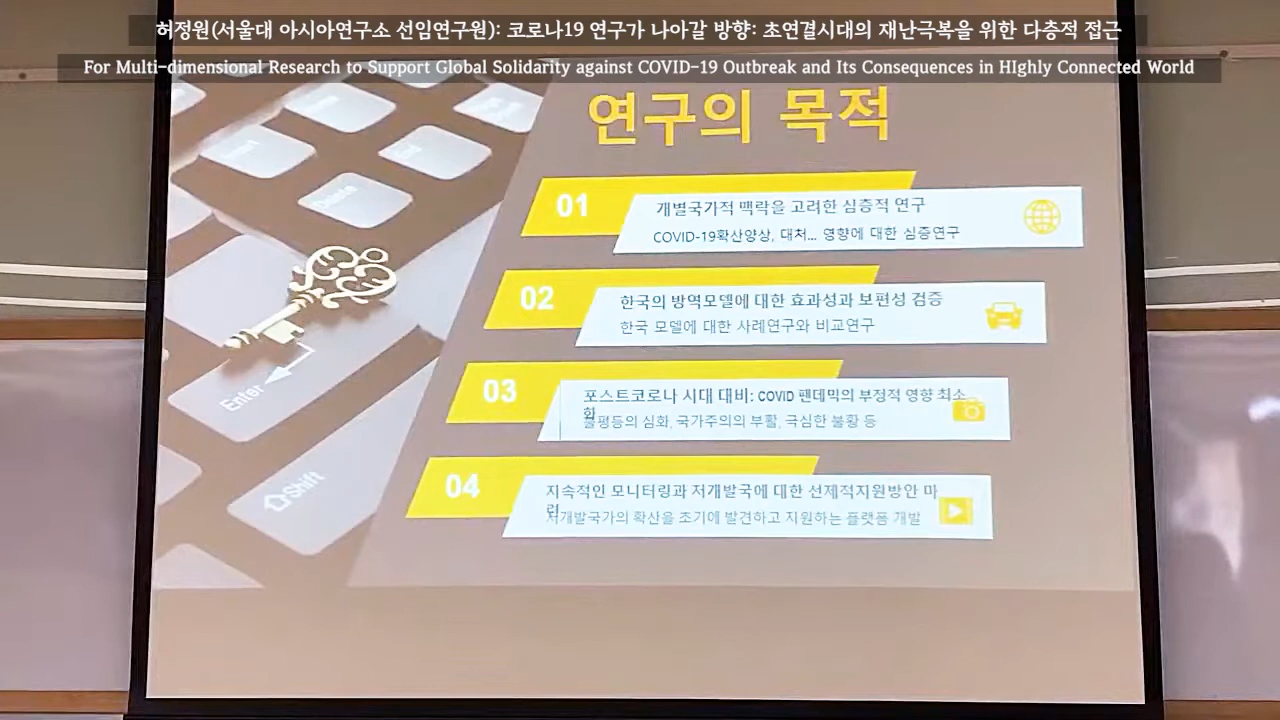 허정원(서울대 아시아연구소 선임연구원): 코로나19 연구가 나아갈 방향: 초연결시대의 재난극복을 위한 다층적 접근
For Multi-dimensional Research to Support Global Solidarity against COVID-19 Outbreak and Its Consequences in HIghly Connected World
연구의 목적
01
개별국가적 맥락을 고려한 심층적 연구
COVID-19확산양상, 대처... 영향에 대한 심층연구
02
한국의 방역모델에 대한 효과성과 보편성 검증
한국 모델에 대한 사례연구와 비교연구
03
포스트코로나 시대 대비: COVID 팬데믹의 부정적 영향 최소
화
불평등의 심화, 국가주의의 부활, 극심한 불황 등
04
지속적인 모니터링과 저개발국에 대한 선제적지원방안 마
련
저개발국가의 확산을 조기에 발견하고 지원하는 플랫폼 개발
Delete
End
Enter
Shift